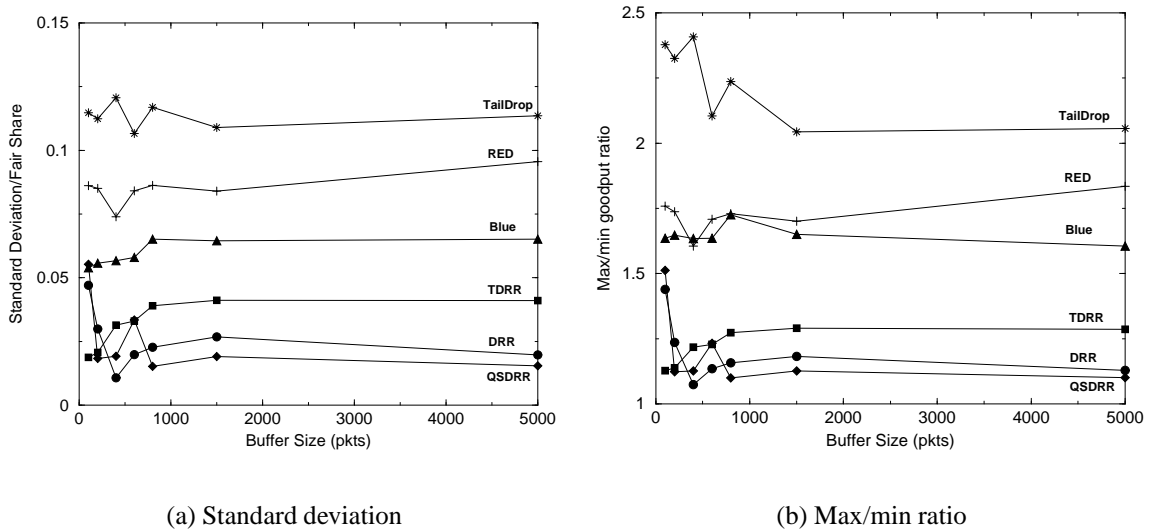 0.15
0.1
0.05
0
Standard Deviation/Fair Share
TailDrop
RED
Blue
TDRR
DRR
QSDRR
0 1000 2000 3000 4000 5000
Buffer Size (pkts)
(a) Standard deviation
2.5
2
1.5
1
Max/min goodput ratio
TailDrop
RED
Blue
TDRR
DRR
QSDRR
0 1000 2000 3000 4000 5000
Buffer Size (pkts)
(b) Max/min ratio